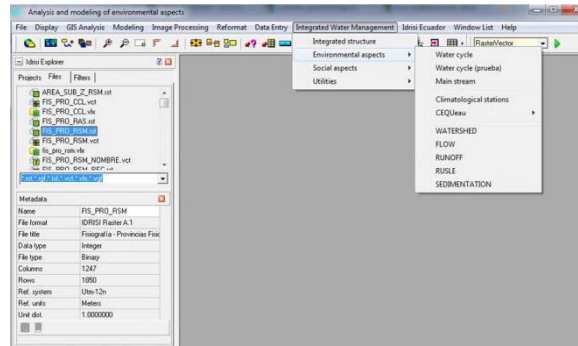 Analysis and modeling of environmental aspects
File Display GIS Analysis Modeling Image Processing Reformat Data Entry Integrated Water Management Idrisi Ecuador Window List Help
Integrated structure
Environmental aspects
Social aspects
Utilities
Water cycle
Water cycle (prueba)
Main stream
Climatological stations
CEQUeau
WATERSHED
FLOW
RUNOFF
RUSLE
SEDIMENTATION
RasterVector
Idrisi Explorer
Projects Files Filters
AREA_SUB_Z_RSM.rst
FIS_PRO_CCL.vct
FIS_PRO_CCL.vlx
FIS_PRO_RAS.rst
FIS_PRO_RSM.rst
FIS_PRO_RSM.vct
fis_pro_rsm.vlx
FIS_PRO_RSM_NOMBRE.vct
Metadata
Name FIS_PRO_RSM
File format IDRISI Raster A.1
File title Fisiografía - Provincias Fisic
Data type Integer
File type Binary
Columns 1247
Rows 1850
Ref. system Utm-12n
Ref. units Meters
Unit dist. 1.0000000